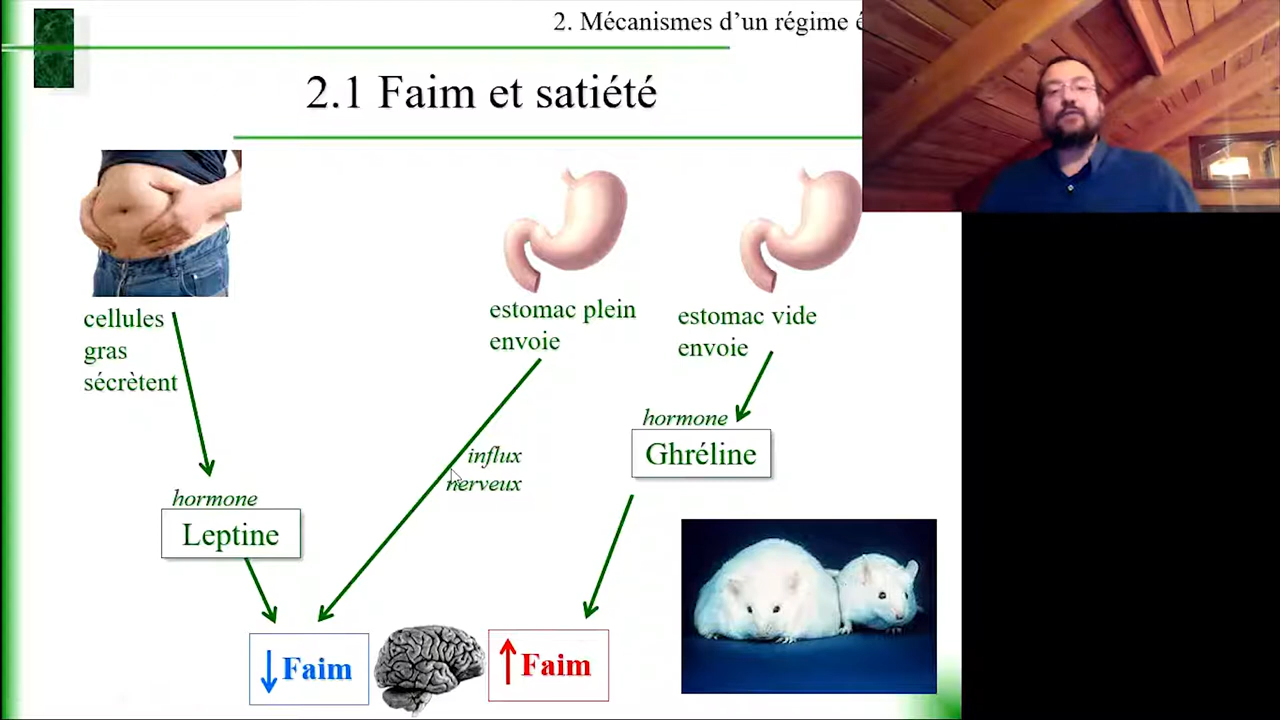 2. Mécanismes d’un régime é
2.1 Faim et satiété
cellules
gras
sécrètent
estomac plein
envoie
estomac vide
envoie
hormone
Ghréline
influx
nerveux
hormone
Leptine
↓ Faim
↑ Faim